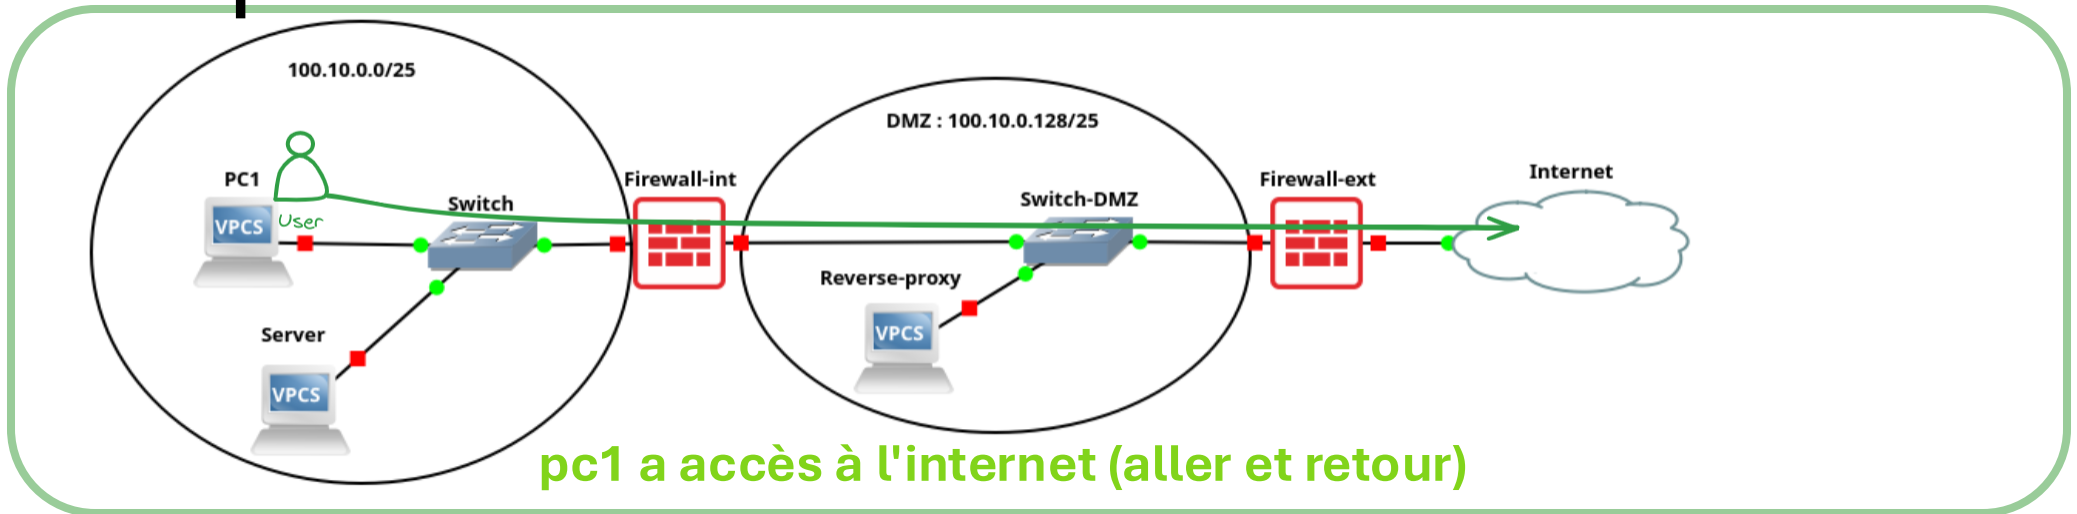 100.10.0.0/25
DMZ : 100.10.0.128/25
PC1
User
VPCS
Switch
Firewall-int
Switch-DMZ
Firewall-ext
Internet
Reverse-proxy
VPCS
Server
VPCS
pc1 a accès à l'internet (aller et retour)